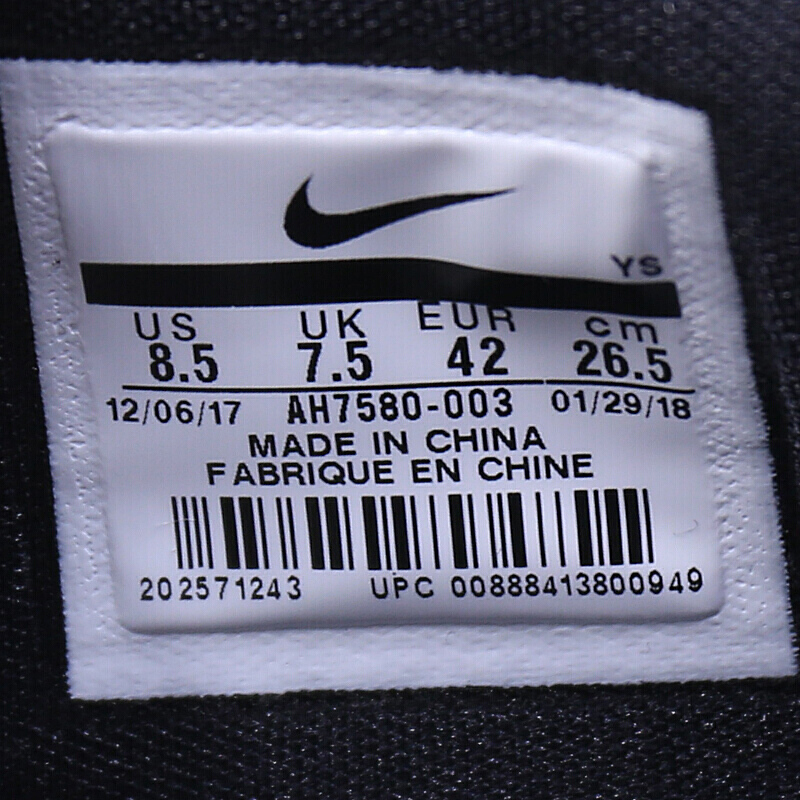 YS
US UK EUR cm
8.5 7.5 42 26.5
12/06/17 AH7580-003 01/29/18
MADE IN CHINA
FABRIQUE EN CHINE
202571243 UPC 00888413800949